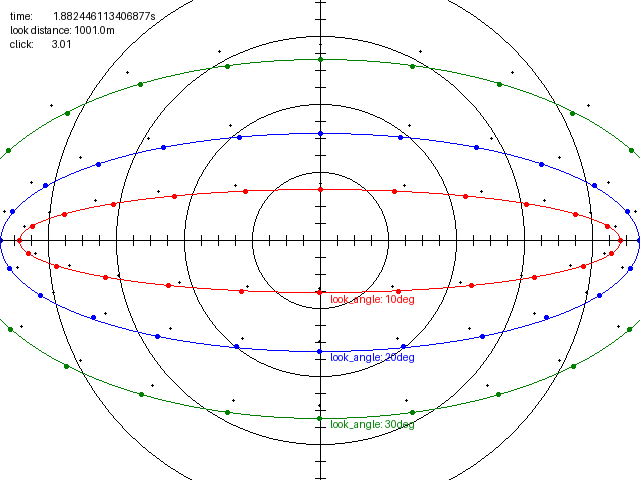 time: 1.882446113406877s
look distance: 1001.0m
click: 3.01
look_angle: 10deg
look_angle: 20deg
look_angle: 30deg